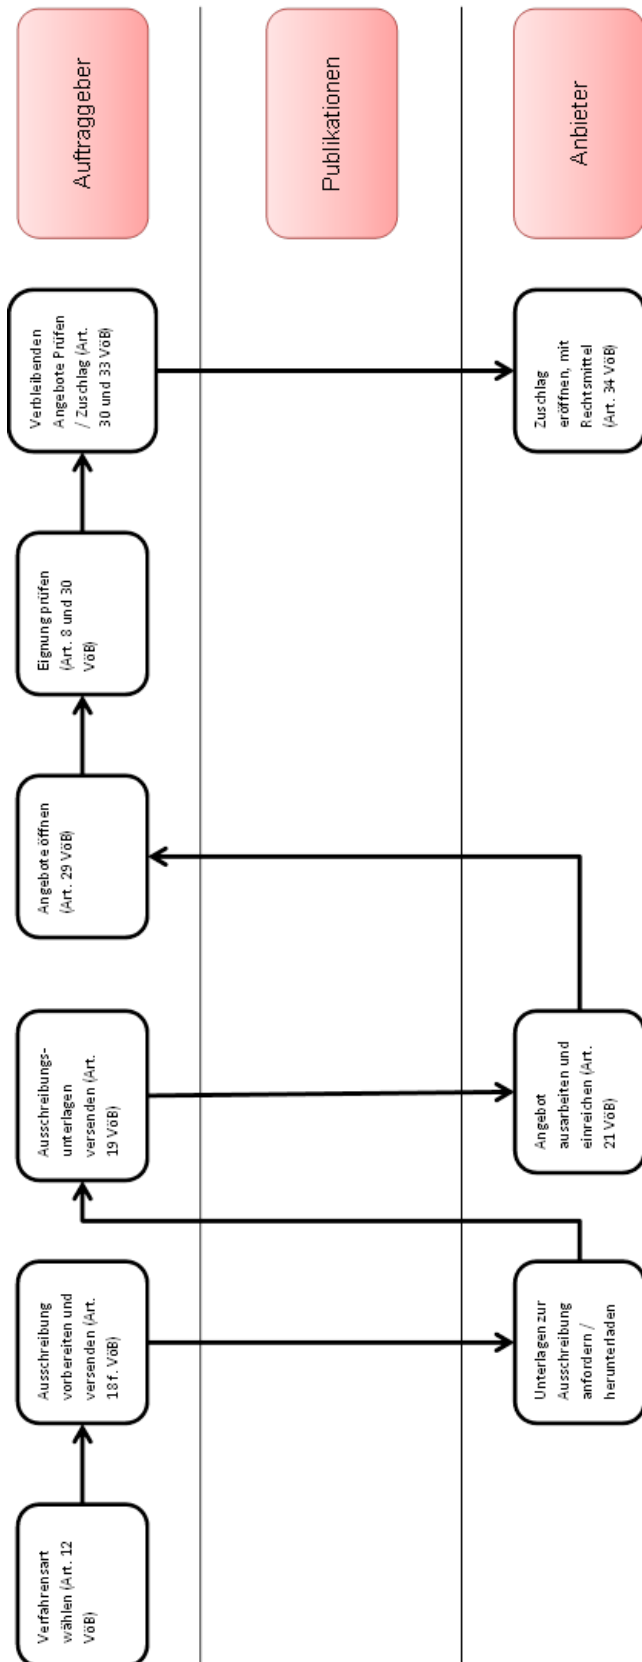 Auftraggeber
Publikationen
Anbieter
Verfahrensart
wählen (Art. 12
VöB)
Ausschreibung
vorbereiten und
versenden (Art.
18 f. VöB)
Unterlagen zur
Ausschreibung
anfordern /
herunterladen
Ausschreibungs-
unterlagen
versenden (Art.
19 VöB)
Angebot
ausarbeiten und
einreichen (Art.
21 VöB)
Angebote öffnen
(Art. 29 VöB)
Eignung prüfen
(Art. 8 und 30
VöB)
Verbleibenden
Angebote Prüfen
/ Zuschlag (Art.
30 und 33 VöB)
Zuschlag
eröffnen, mit
Rechtsmittel
(Art. 34 VöB)